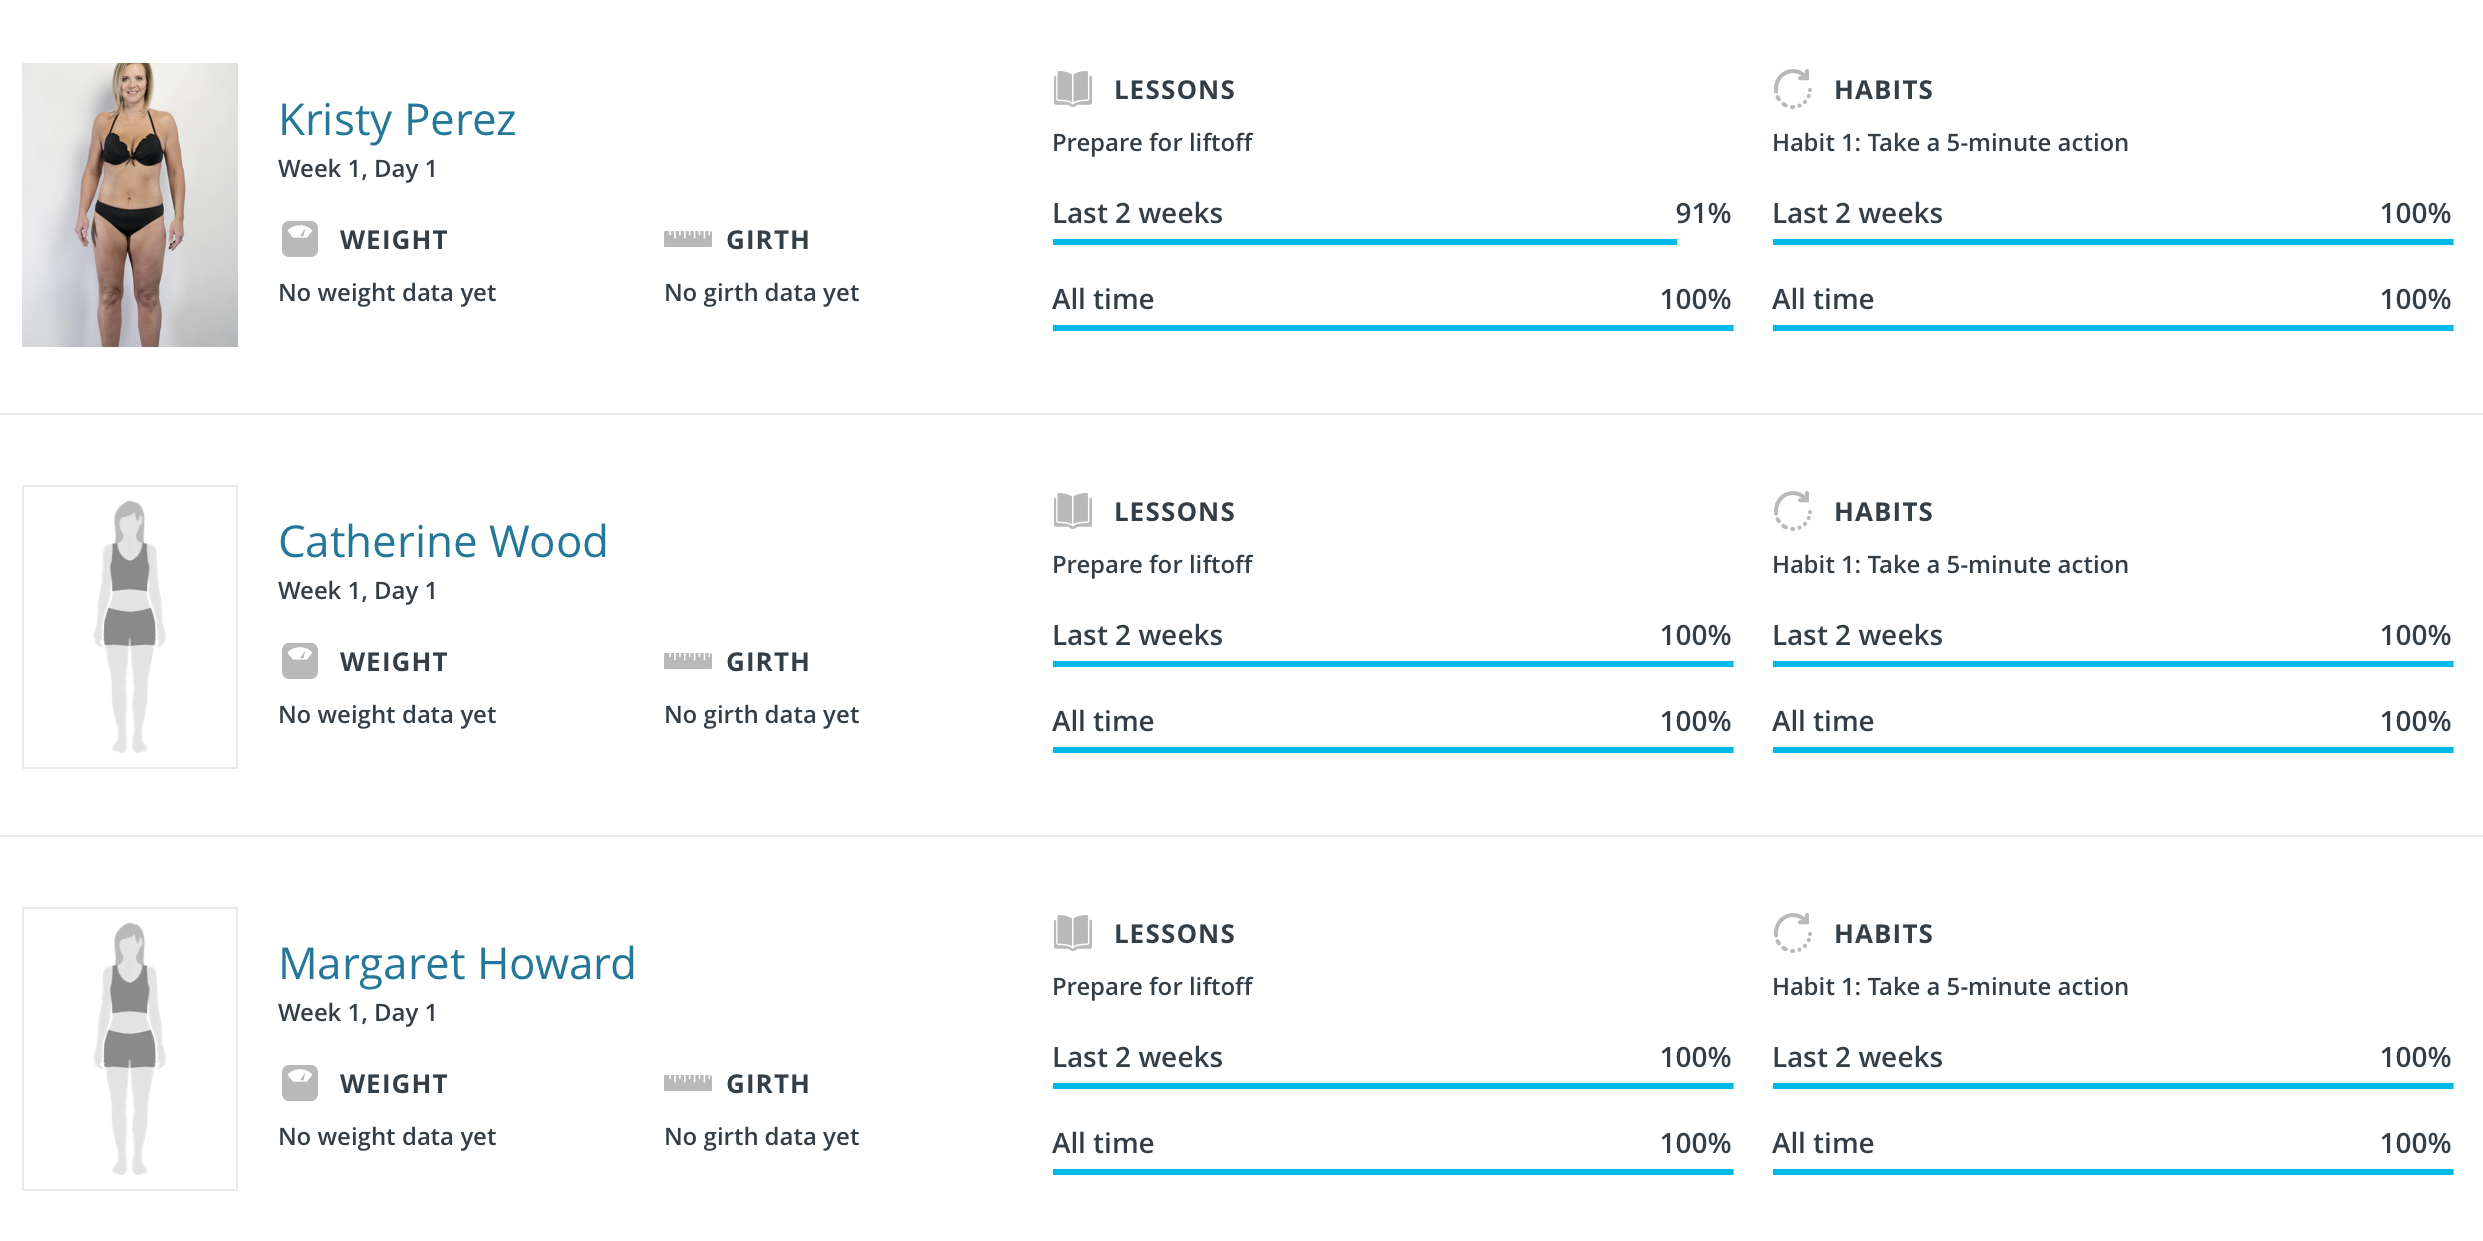 Kristy Perez
Week 1, Day 1
WEIGHT
No weight data yet
GIRTH
No girth data yet
LESSONS
Prepare for liftoff
Last 2 weeks 91%
All time 100%
HABITS
Habit 1: Take a 5-minute action
Last 2 weeks 100%
All time 100%
Catherine Wood
Week 1, Day 1
WEIGHT
No weight data yet
GIRTH
No girth data yet
LESSONS
Prepare for liftoff
Last 2 weeks 100%
All time 100%
HABITS
Habit 1: Take a 5-minute action
Last 2 weeks 100%
All time 100%
Margaret Howard
Week 1, Day 1
WEIGHT
No weight data yet
GIRTH
No girth data yet
LESSONS
Prepare for liftoff
Last 2 weeks 100%
All time 100%
HABITS
Habit 1: Take a 5-minute action
Last 2 weeks 100%
All time 100%